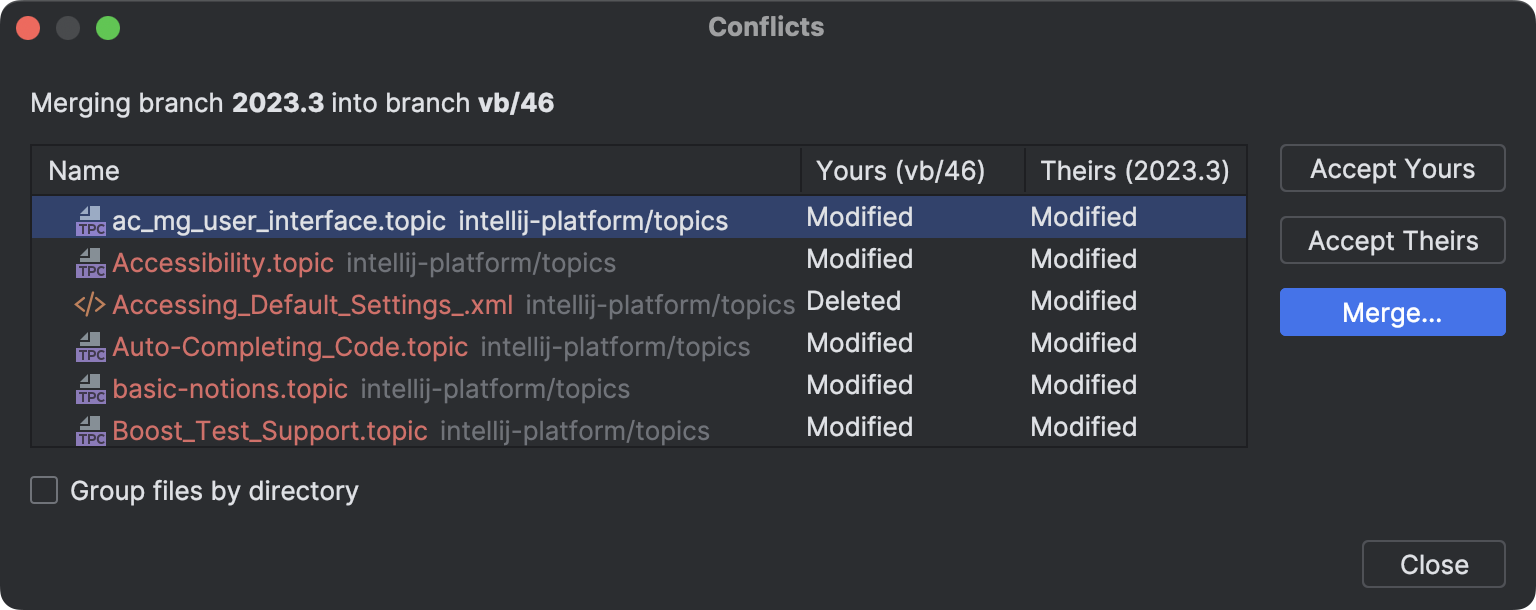 Conflicts
Merging branch 2023.3 into branch vb/46
Name Yours (vb/46) Theirs (2023.3)
TPC ac_mg_user_interface.topic intellij-platform/topics Modified Modified
TPC Accessibility.topic intellij-platform/topics Modified Modified
</> Accessing_Default_Settings_.xml intellij-platform/topics Deleted Modified
TPC Auto-Completing_Code.topic intellij-platform/topics Modified Modified
TPC basic-notions.topic intellij-platform/topics Modified Modified
TPC Boost_Test_Support.topic intellij-platform/topics Modified Modified
Accept Yours
Accept Theirs
Merge...
Group files by directory
Close